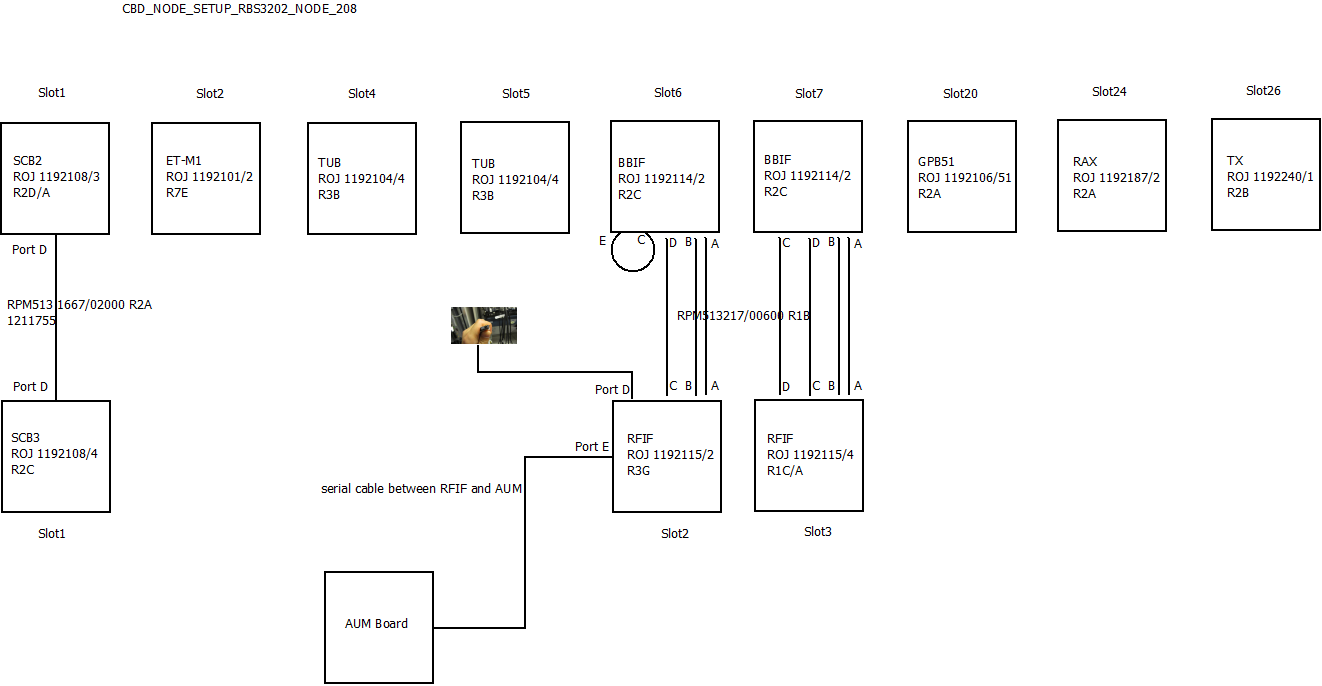 CBD_NODE_SETUP_RBS3202_NODE_208
Slot1
Slot2
Slot4
Slot5
Slot6
Slot7
Slot20
Slot24
Slot26
SCB2
ROJ 1192108/3
R2D/A
ET-M1
ROJ 1192101/2
R7E
TUB
ROJ 1192104/4
R3B
TUB
ROJ 1192104/4
R3B
BBIF
ROJ 1192114/2
R2C
BBIF
ROJ 1192114/2
R2C
GPB51
ROJ 1192106/51
R2A
RAX
ROJ 1192187/2
R2A
TX
ROJ 1192240/1
R2B
Port D
E
C
D
B
A
C
D
B
A
RPM513 1667/02000 R2A
1211755
RPM513217/00600 R1B
Port D
Port D
C
B
A
D
C
B
A
SCB3
ROJ 1192108/4
R2C
Port E
RFIF
ROJ 1192115/2
R3G
RFIF
ROJ 1192115/4
R1C/A
serial cable between RFIF and AUM
Slot1
Slot2
Slot3
AUM Board